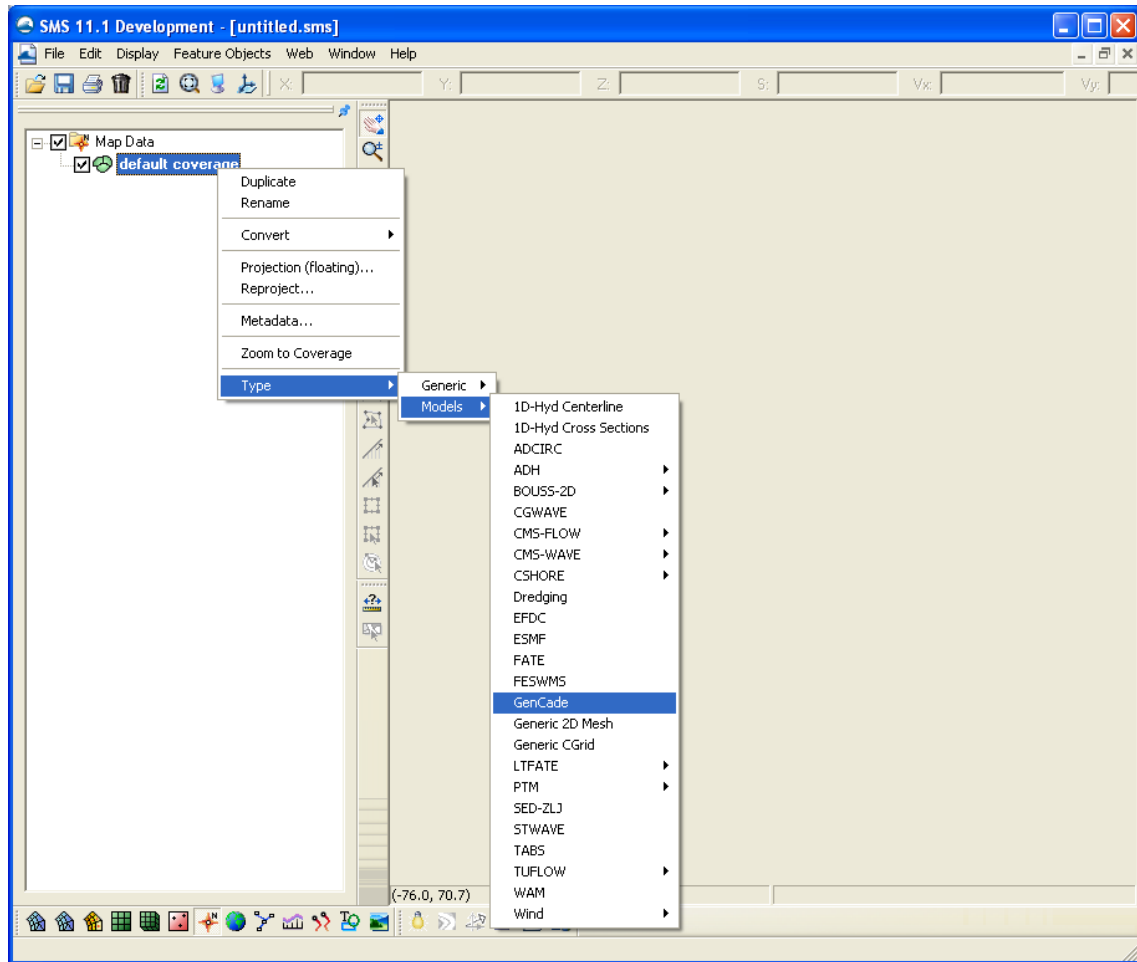 SMS 11.1 Development - [untitled.sms]
File Edit Display Feature Objects Web Window Help
X: Y: Z: S: Vx: Vy:
Map Data
default coverage
Duplicate
Rename
Convert
Projection (floating)...
Reproject...
Metadata...
Zoom to Coverage
Type
Generic
Models
1D-Hyd Centerline
1D-Hyd Cross Sections
ADCIRC
ADH
BOUSS-2D
CGWAVE
CMS-FLOW
CMS-WAVE
CSHORE
Dredging
EFDC
ESMF
FATE
FESWMS
GenCade
Generic 2D Mesh
Generic CGrid
LTFATE
PTM
SED-ZLJ
STWAVE
TABS
TUFLOW
WAM
Wind
(-76.0, 70.7)